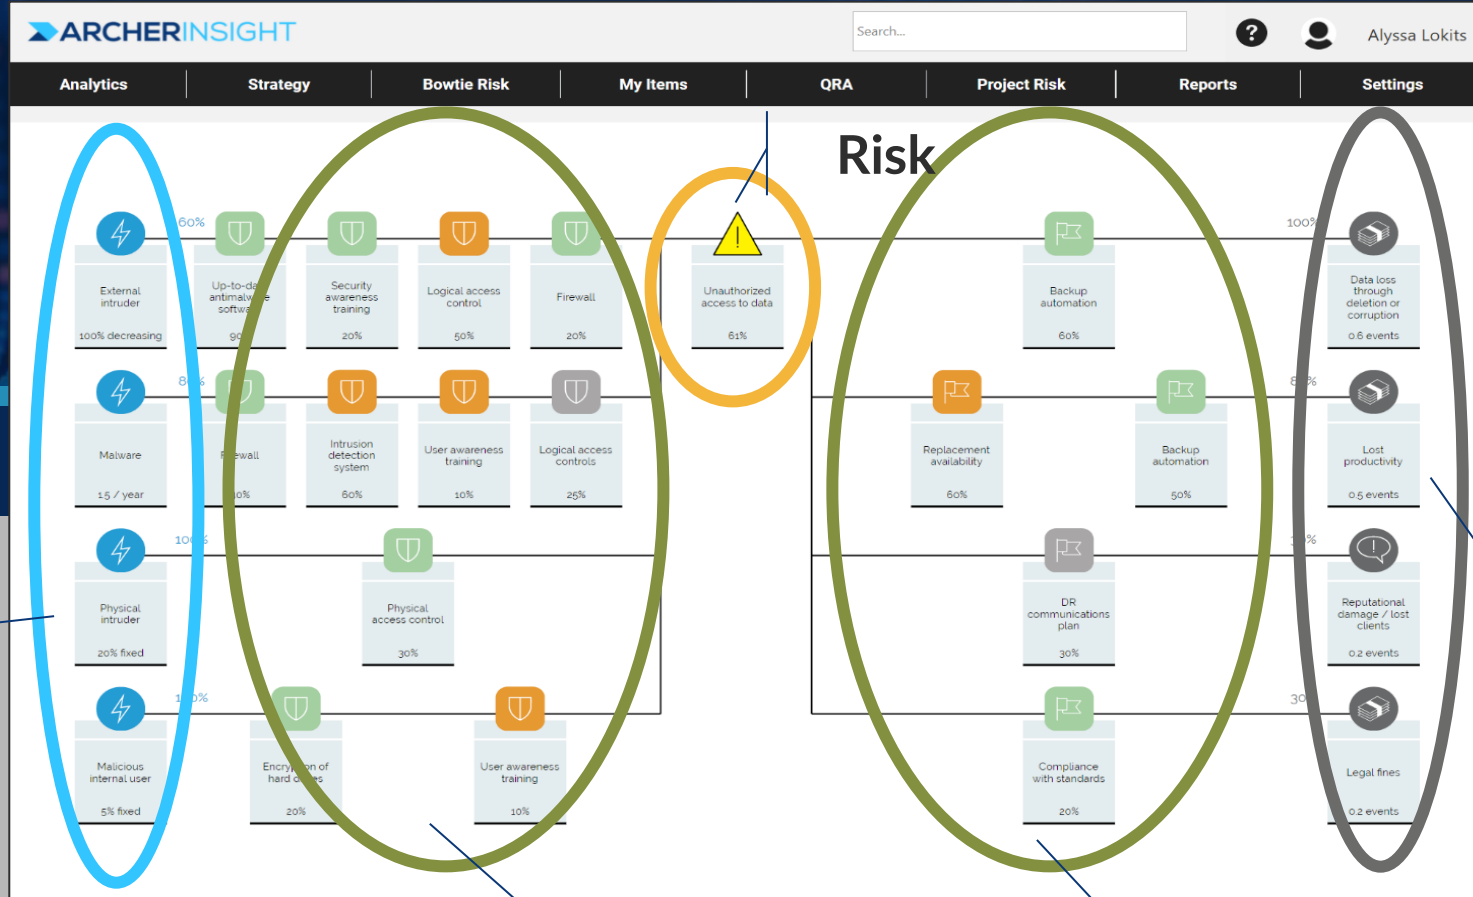 ARCHERINSIGHT
Search...
?
Alyssa Lokits
Analytics
Strategy
Bowtie Risk
My Items
QRA
Project Risk
Reports
Settings
Risk
60%
100%
External
intruder
100% decreasing
software
Security
awareness
training
20%
Logical access
control
50%
Firewall
20%
Unauthorized
access to data
61%
Backup
automation
60%
Data loss
through
deletion or
corruption
0.6 events
Malware
15 / year
Intrusion
detection
system
60%
User awareness
training
10%
Logical access
controls
25%
Replacement
availability
60%
Backup
automation
50%
Lost
productivity
0.5 events
Physical
intruder
20% fixed
Physical
access control
30%
DR
communications
plan
30%
Reputational
damage / lost
clients
0.2 events
Malicious
internal user
5% fixed
Encryption of
20%
User awareness
training
10%
Compliance
with standards
20%
Legal fines
0.2 events